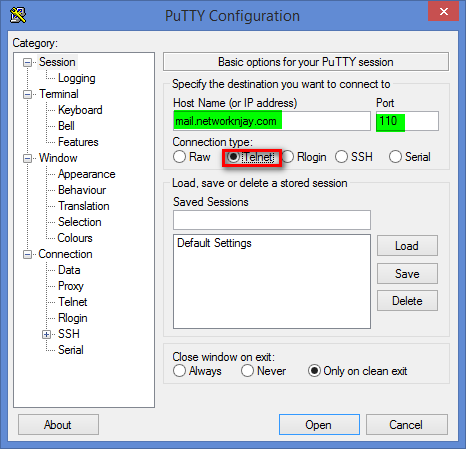 PuTTY Configuration
Category:
Session
Logging
Terminal
Keyboard
Bell
Features
Window
Appearance
Behaviour
Translation
Selection
Colours
Connection
Data
Proxy
Telnet
Rlogin
SSH
Serial
Basic options for your PuTTY session
Specify the destination you want to connect to
Host Name (or IP address) Port
mail.networknjay.com 110
Connection type:
Raw Telnet Rlogin SSH Serial
Load, save or delete a stored session
Saved Sessions
Default Settings
Load
Save
Delete
Close window on exit:
Always Never Only on clean exit
About Open Cancel